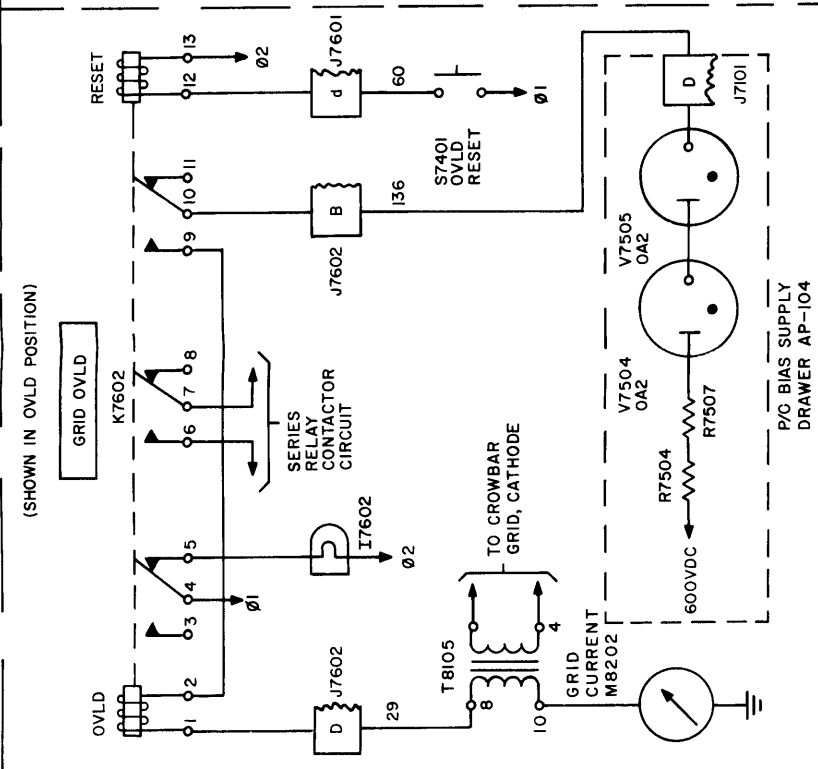 (SHOWN IN OVLD POSITION)
GRID OVLD
K7602
RESET
13
Ø2
12
J7601
d
60
S7401
OVLD
RESET
Ø1
11
10
9
B
J7602
136
D
J7101
V7505
OA2
V7504
OA2
R7507
R7504
600VDC
P/O BIAS SUPPLY
DRAWER AP-104
8
7
6
SERIES
RELAY
CONTACTOR
CIRCUIT
5
4
3
Ø1
I7602
Ø2
OVLD
2
1
D
J7602
29
T8105
8
10
4
TO CROWBAR
GRID, CATHODE
GRID
CURRENT
M8202